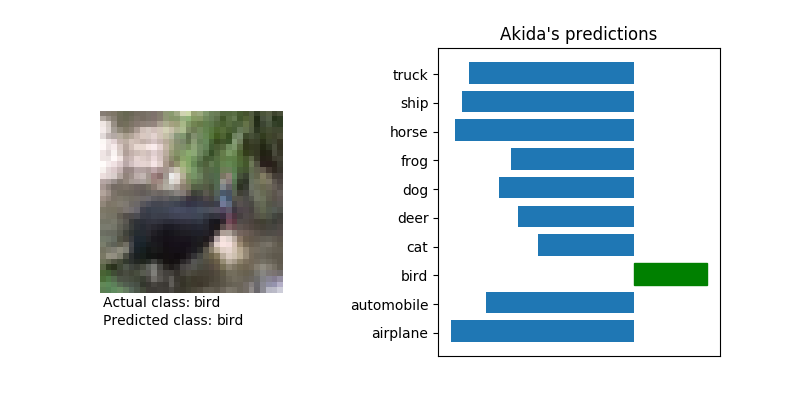 Akida's predictions
truck
ship
horse
frog
dog
deer
cat
bird
automobile
airplane
Actual class: bird
Predicted class: bird